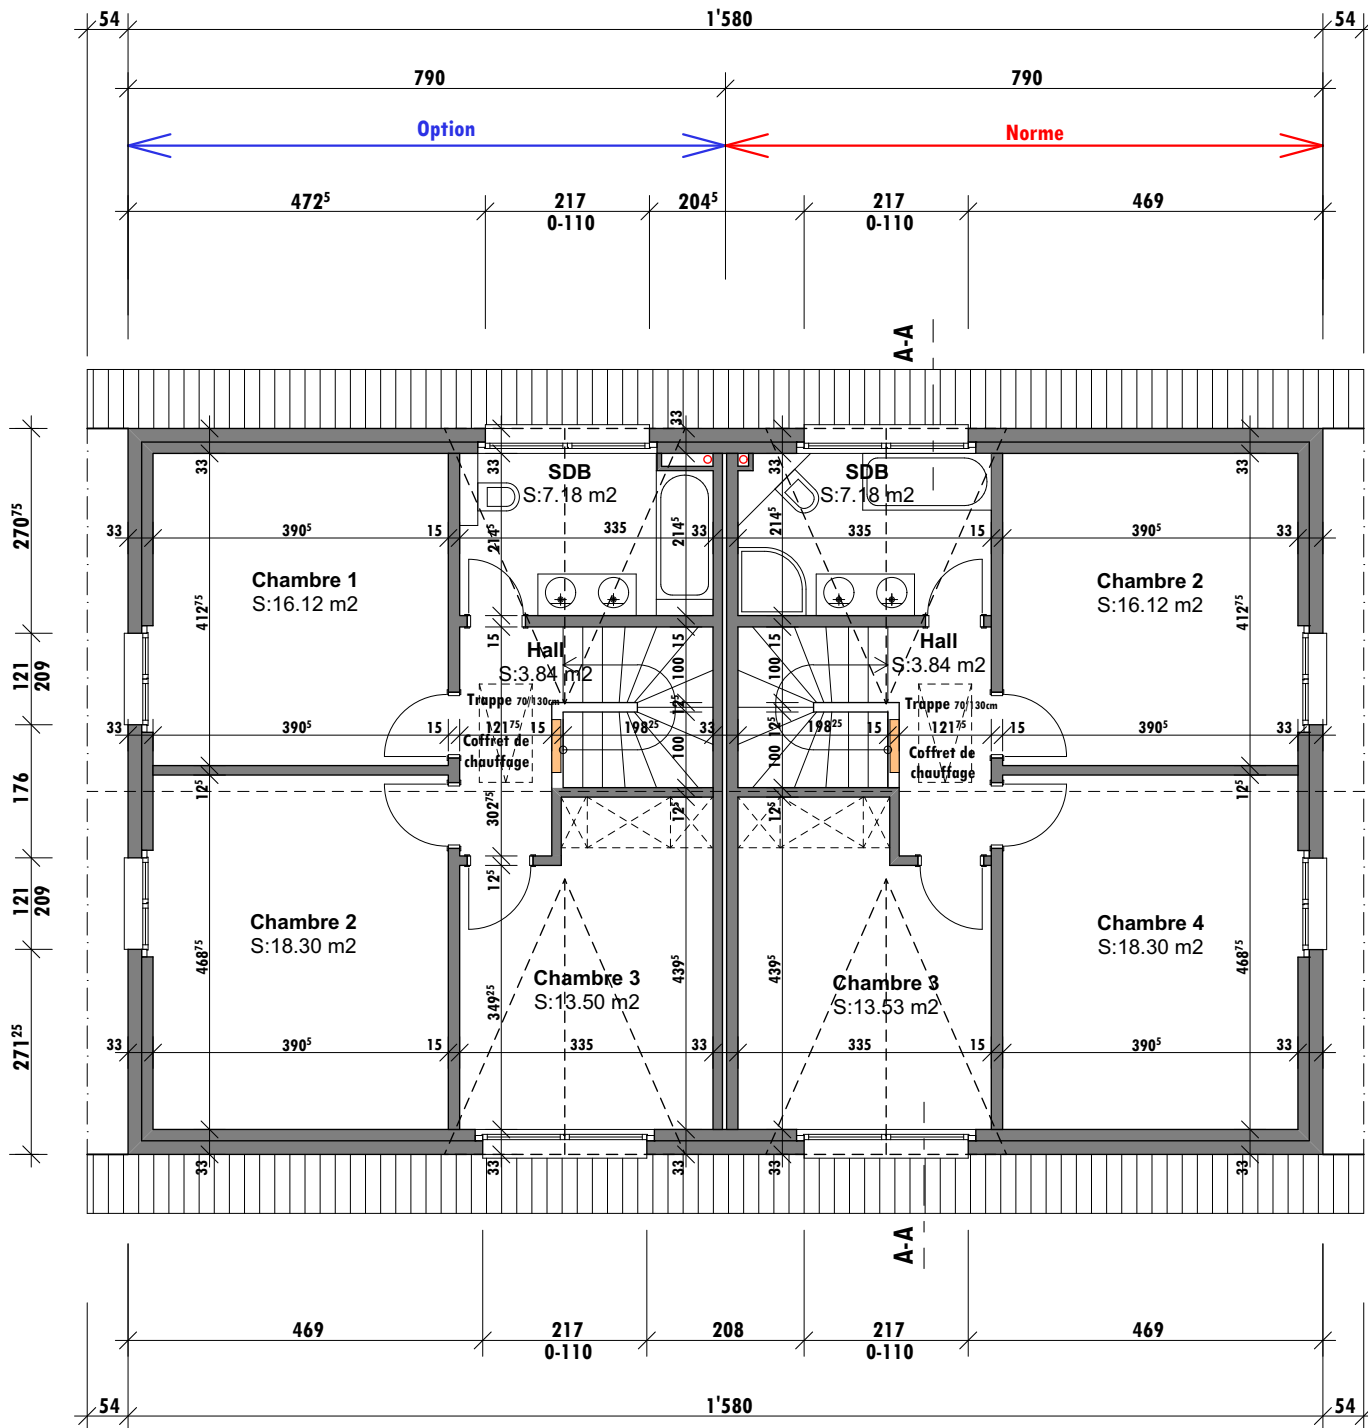 54 1'580 54
790 790
Option Norme
472⁵ 217 204⁵ 217 469
0-110 0-110
A-A
33
33 33 33 33
SDB SDB
S:7.18 m2 S:7.18 m2
270⁷⁵
33 390⁵ 15 214⁵ 335 33 214⁵ 214⁵ 335 15 390⁵ 33
Chambre 1 Chambre 2
S:16.12 m2 S:16.12 m2
412⁷⁵ 412⁷⁵
15 15 15
Hall Hall
S:3.84 m2 S:3.84 m2
121
209
100 100
Trappe 70/130cm Trappe 70/130cm
12⁵ 12⁵
33 390⁵ 15 121⁷⁵ 15 198²⁵ 33 198²⁵ 15 121⁷⁵ 15 390⁵ 33
Coffret de Coffret de
chauffage chauffage
100 100
176
12⁵ 12⁵ 12⁵ 12⁵
302⁷⁵
12⁵
121
209
Chambre 2 Chambre 4
S:18.30 m2 S:18.30 m2
468⁷⁵ 439⁵ 439⁵ 468⁷⁵
Chambre 3 Chambre 3
S:13.50 m2 S:13.53 m2
349²⁵
271²⁵
33 390⁵ 15 335 33 335 15 390⁵ 33
33 33 33 33 33
A-A
469 217 208 217 469
0-110 0-110
54 1'580 54